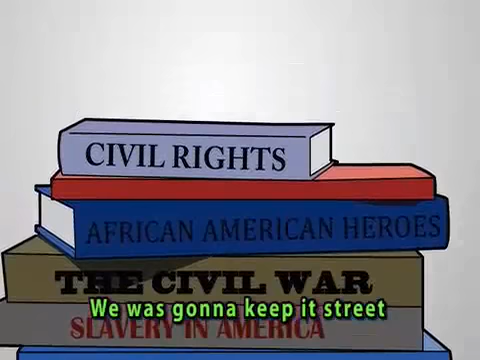 CIVIL RIGHTS
AFRICAN AMERICAN HEROES
THE CIVIL WAR
We was gonna keep it street
SLAVERY IN AMERICA